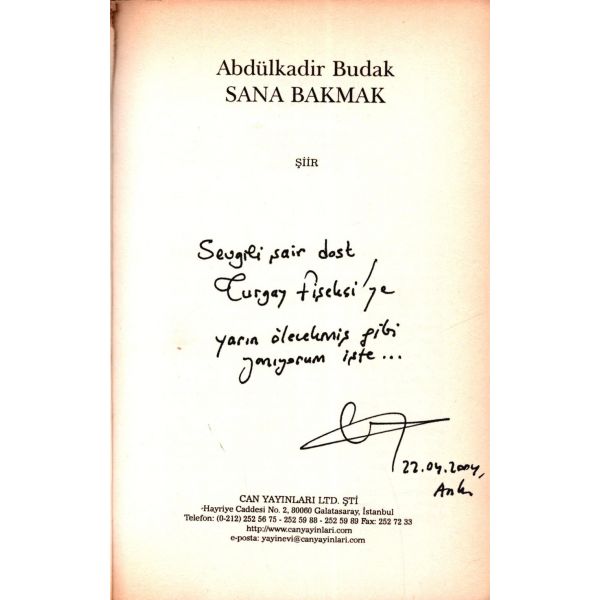 Abdülkadir Budak
SANA BAKMAK
ŞİİR
Sevgili şair dost
Turgay Fişekçi'ye
yarın ölecekmiş gibi
yanıyorum işte...
22.04.2004,
Ank.
CAN YAYINLARI LTD. ŞTİ
Hayriye Caddesi No. 2, 80060 Galatasaray, İstanbul
Telefon: (0-212) 252 56 75 - 252 59 88 - 252 59 89 Fax: 252 72 33
http://www.canyayinlari.com
e-posta: yayinevi@canyayinlari.com